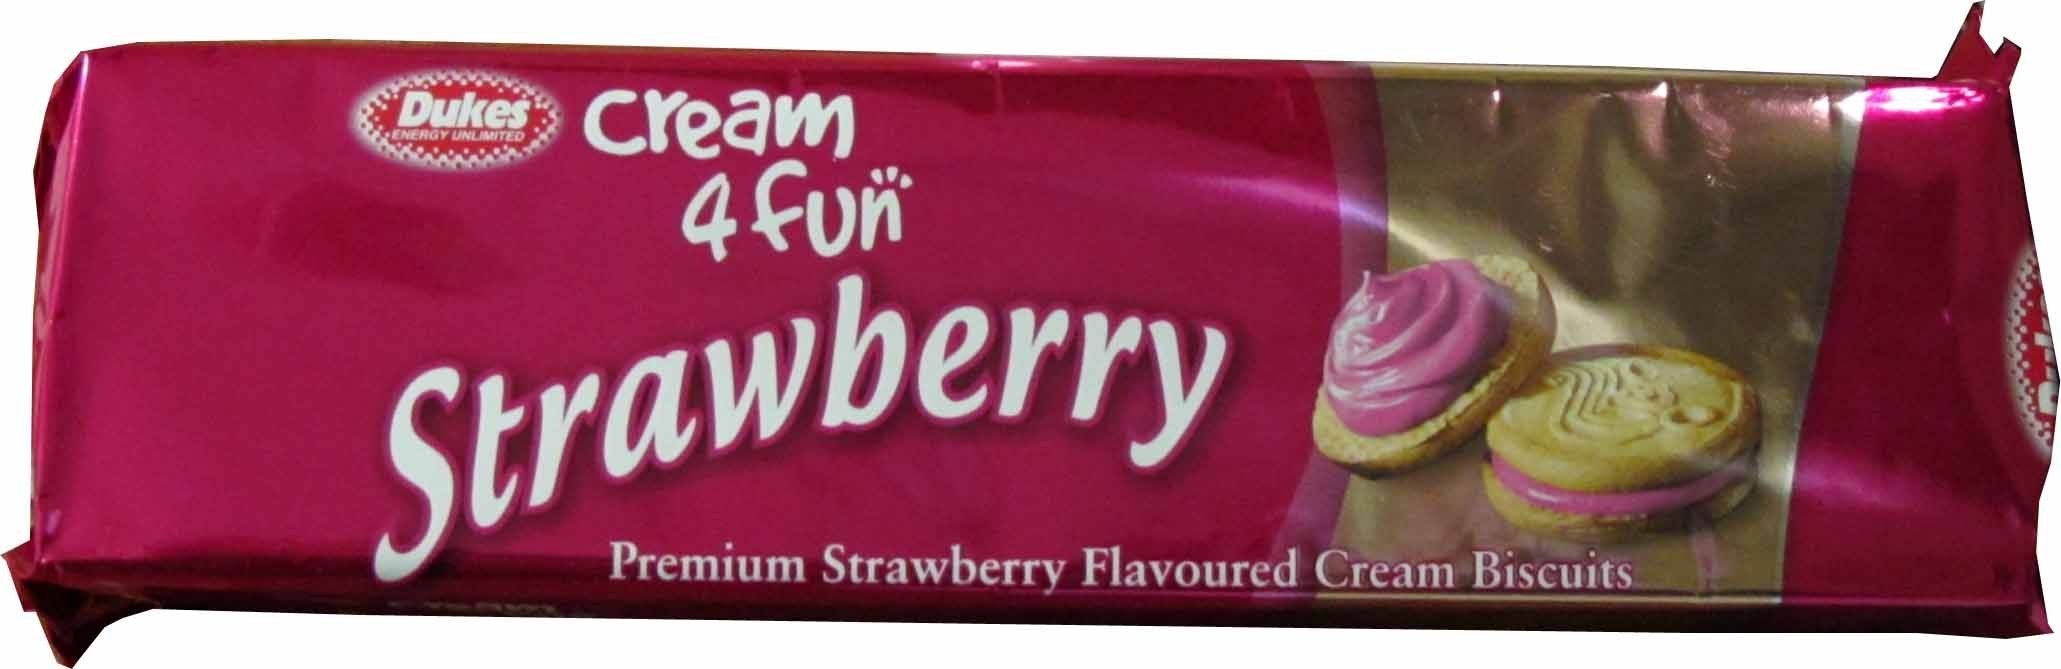 Dukes
ENERGY UNLIMITED
cream
4 fun
Strawberry
Premium Strawberry Flavoured Cream Biscuits